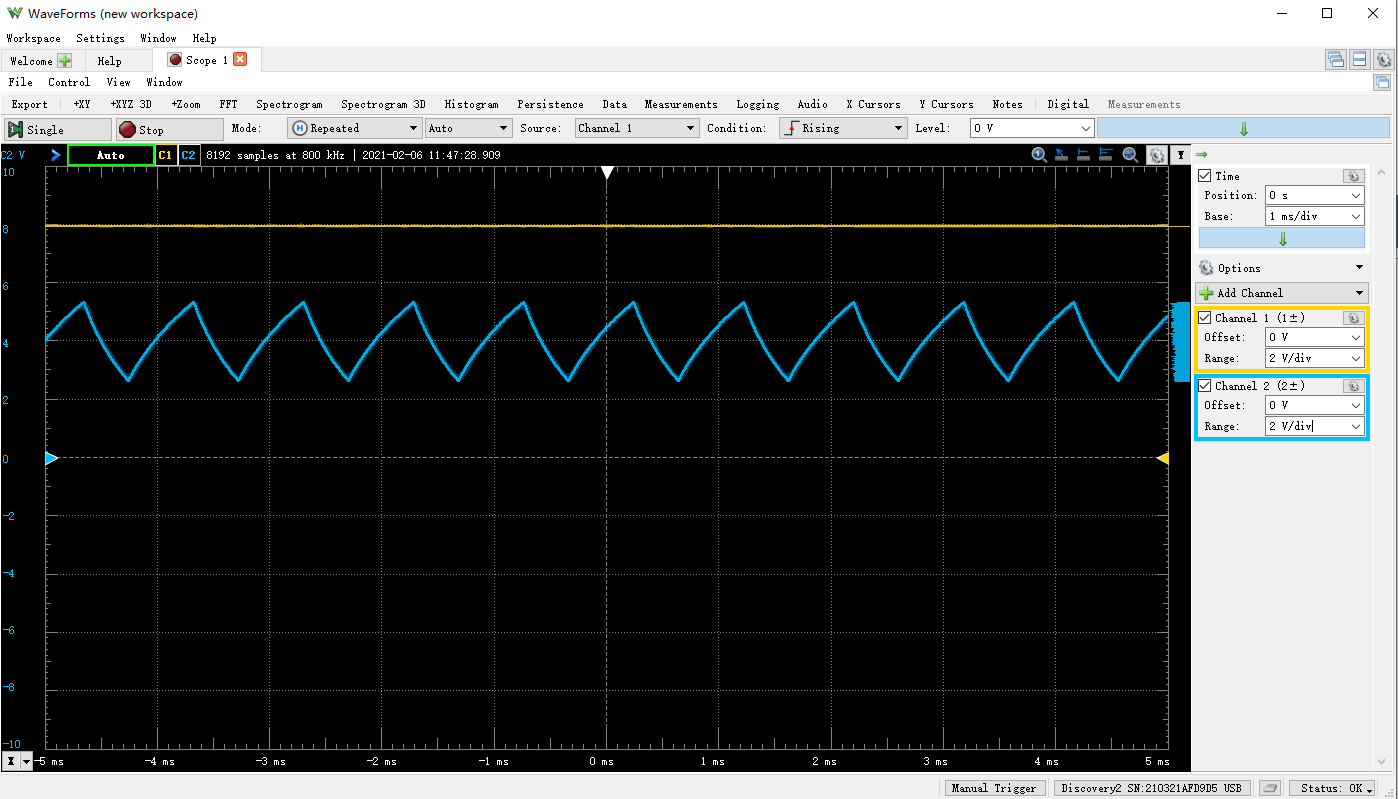 WaveForms (new workspace)
Workspace Settings Window Help
Welcome Help Scope 1
File Control View Window
Export +XY +XYZ 3D +Zoom FFT Spectrogram Spectrogram 3D Histogram Persistence Data Measurements Logging Audio X Cursors Y Cursors Notes Digital Measurements
Single Stop Mode: Repeated Auto Source: Channel 1 Condition: Rising Level: 0 V
C2 V Auto C1 C2 8192 samples at 800 kHz | 2021-02-06 11:47:28.909 Y
10
8
6
4
2
0
-2
-4
-6
-8
-10
X -5 ms -4 ms -3 ms -2 ms -1 ms 0 ms 1 ms 2 ms 3 ms 4 ms 5 ms
Time
Position: 0 s
Base: 1 ms/div
Options
Add Channel
Channel 1 (1±)
Offset: 0 V
Range: 2 V/div
Channel 2 (2±)
Offset: 0 V
Range: 2 V/div
Manual Trigger Discovery2 SN:210321AFD9D5 USB Status: OK